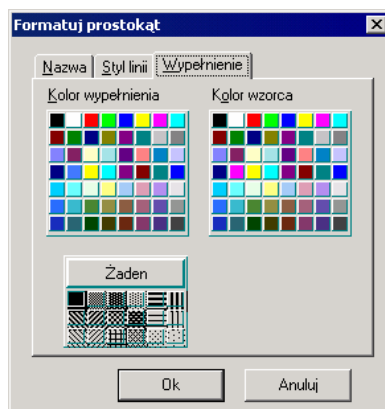 Formatuj prostokąt
Nazwa Styl linii Wypełnienie
Kolor wypełnienia Kolor wzorca
Żaden
Ok Anuluj